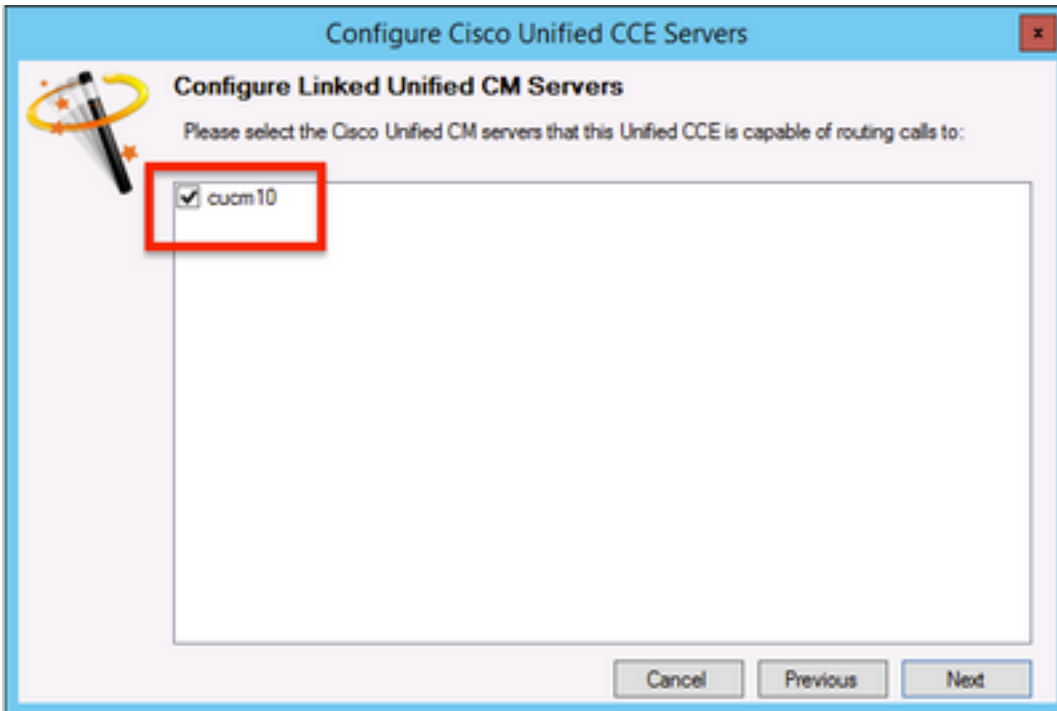 Configure Cisco Unified CCE Servers
x
Configure Linked Unified CM Servers
Please select the Cisco Unified CM servers that this Unified CCE is capable of routing calls to:
cucm10
Cancel
Previous
Next